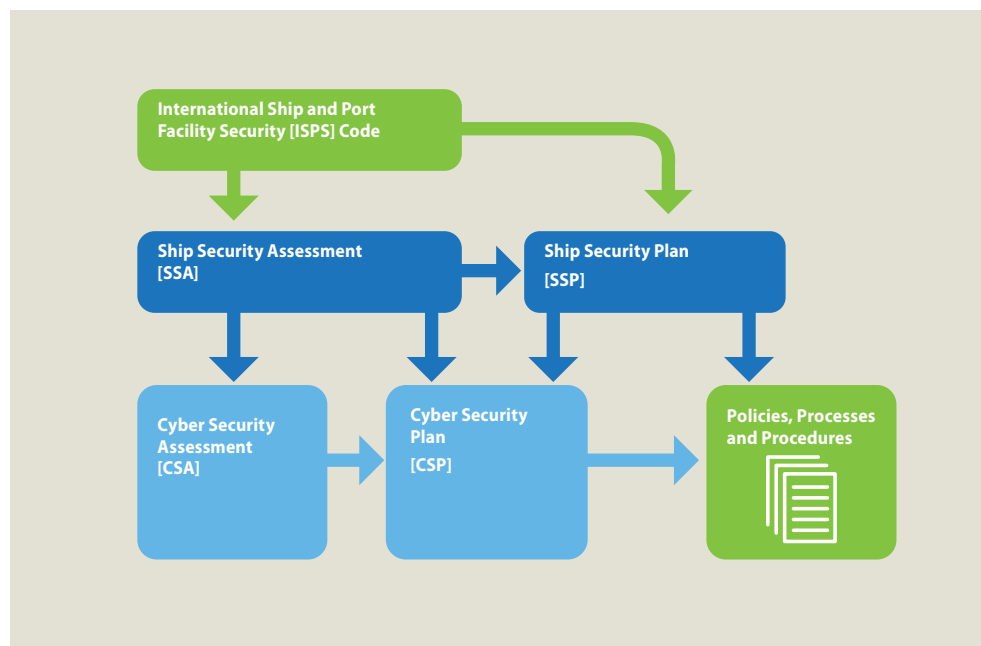 International Ship and Port
Facility Security [ISPS] Code
Ship Security Assessment
[SSA]
Ship Security Plan
[SSP]
Cyber Security
Assessment
[CSA]
Cyber Security
Plan
[CSP]
Policies, Processes
and Procedures